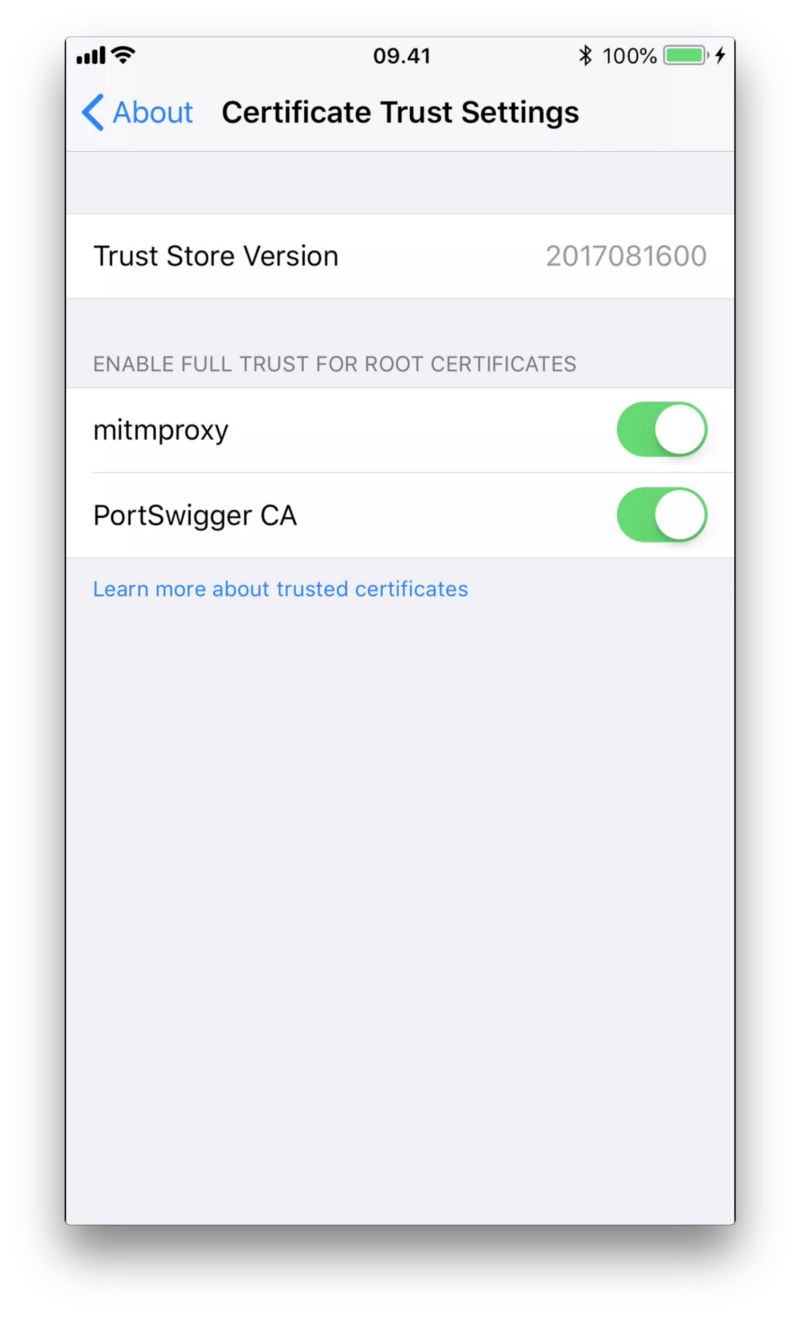 09.41 100%
About Certificate Trust Settings
Trust Store Version 2017081600
ENABLE FULL TRUST FOR ROOT CERTIFICATES
mitmproxy
PortSwigger CA
Learn more about trusted certificates